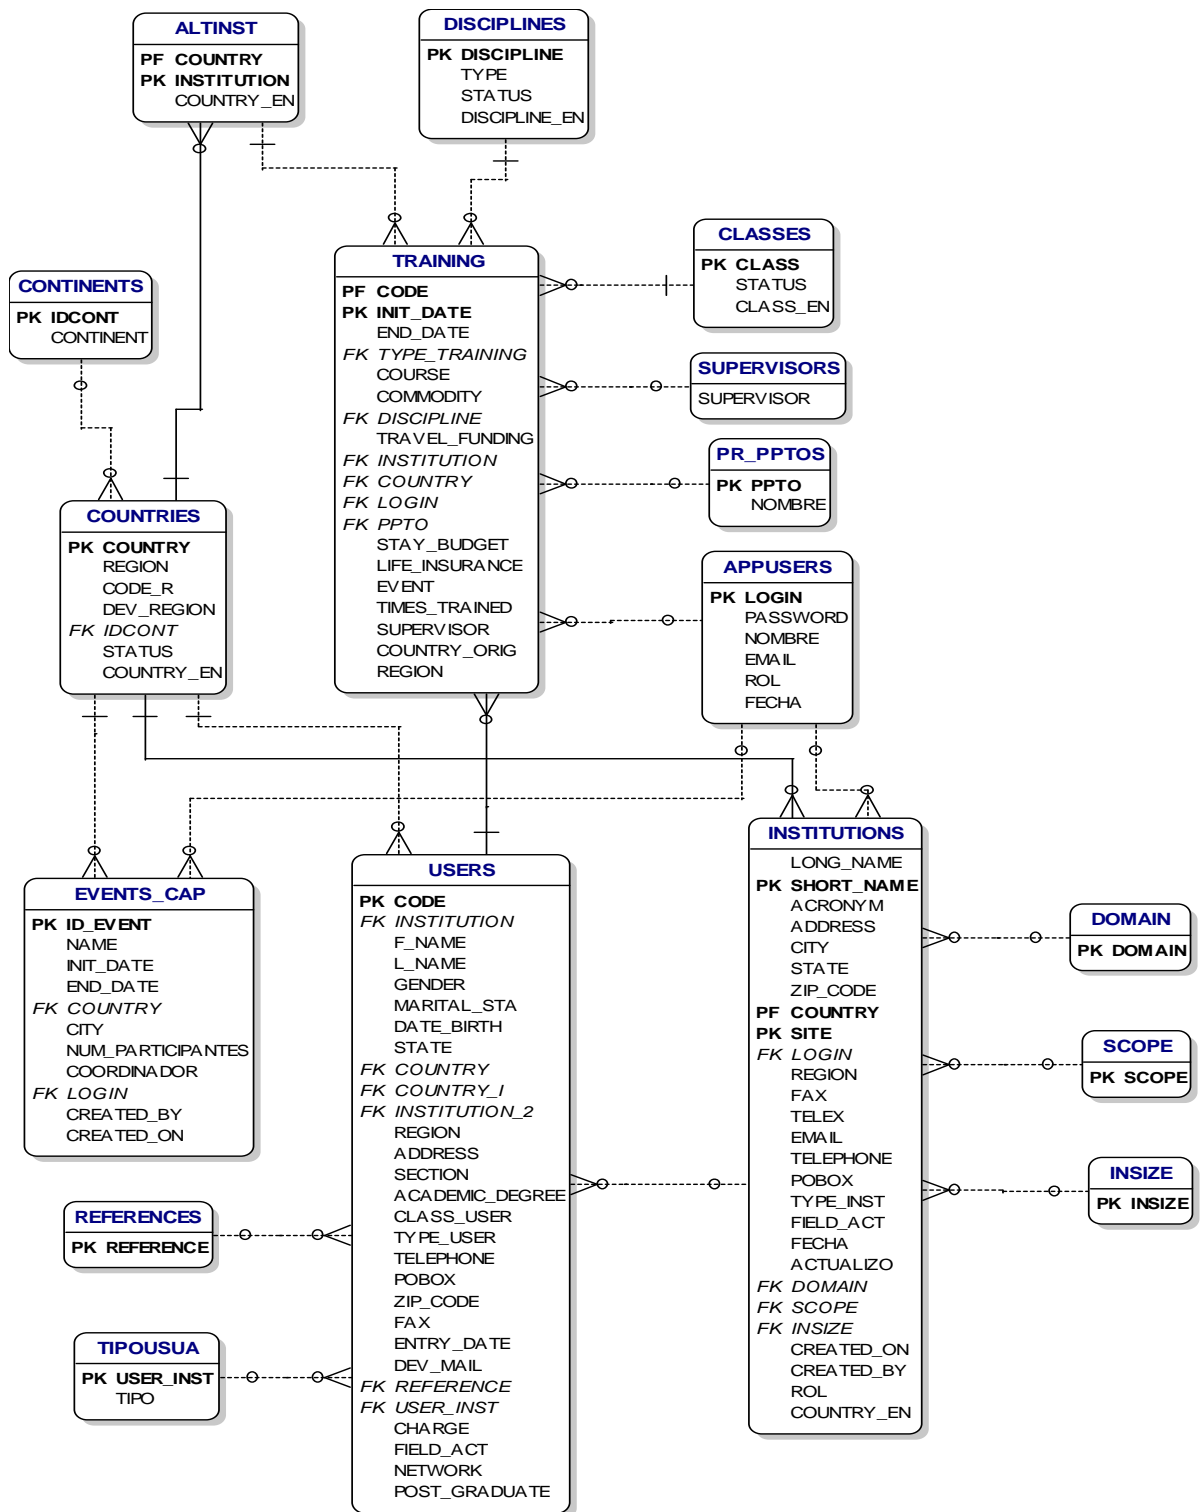 ALTINST
PF COUNTRY
PK INSTITUTION
COUNTRY_EN
DISCIPLINES
PK DISCIPLINE
TYPE
STATUS
DISCIPLINE_EN
CLASSES
PK CLASS
STATUS
CLASS_EN
CONTINENTS
PK IDCONT
CONTINENT
TRAINING
PF CODE
PK INIT_DATE
END_DATE
FK TYPE_TRAINING
COURSE
COMMODITY
FK DISCIPLINE
TRAVEL_FUNDING
FK INSTITUTION
FK COUNTRY
FK LOGIN
FK PPTO
STAY_BUDGET
LIFE_INSURANCE
EVENT
TIMES_TRAINED
SUPERVISOR
COUNTRY_ORIG
REGION
SUPERVISORS
SUPERVISOR
PR_PPTOS
PK PPTO
NOMBRE
COUNTRIES
PK COUNTRY
REGION
CODE_R
DEV_REGION
FK IDCONT
STATUS
COUNTRY_EN
APPUSERS
PK LOGIN
PASSWORD
NOMBRE
EMAIL
ROL
FECHA
EVENTS_CAP
PK ID_EVENT
NAME
INIT_DATE
END_DATE
FK COUNTRY
CITY
NUM_PARTICIPANTES
COORDINADOR
FK LOGIN
CREATED_BY
CREATED_ON
USERS
PK CODE
FK INSTITUTION
F_NAME
L_NAME
GENDER
MARITAL_STA
DATE_BIRTH
STATE
FK COUNTRY
FK COUNTRY_I
FK INSTITUTION_2
REGION
ADDRESS
SECTION
ACADEMIC_DEGREE
CLASS_USER
TYPE_USER
TELEPHONE
POBOX
ZIP_CODE
FAX
ENTRY_DATE
DEV_MAIL
FK REFERENCE
FK USER_INST
CHARGE
FIELD_ACT
NETWORK
POST_GRADUATE
INSTITUTIONS
LONG_NAME
PK SHORT_NAME
ACRONYM
ADDRESS
CITY
STATE
ZIP_CODE
PF COUNTRY
PK SITE
FK LOGIN
REGION
FAX
TELEX
EMAIL
TELEPHONE
POBOX
TYPE_INST
FIELD_ACT
FECHA
ACTUALIZO
FK DOMAIN
FK SCOPE
FK INSIZE
CREATED_ON
CREATED_BY
ROL
COUNTRY_EN
DOMAIN
PK DOMAIN
SCOPE
PK SCOPE
INSIZE
PK INSIZE
REFERENCES
PK REFERENCE
TIPOUSUA
PK USER_INST
TIPO